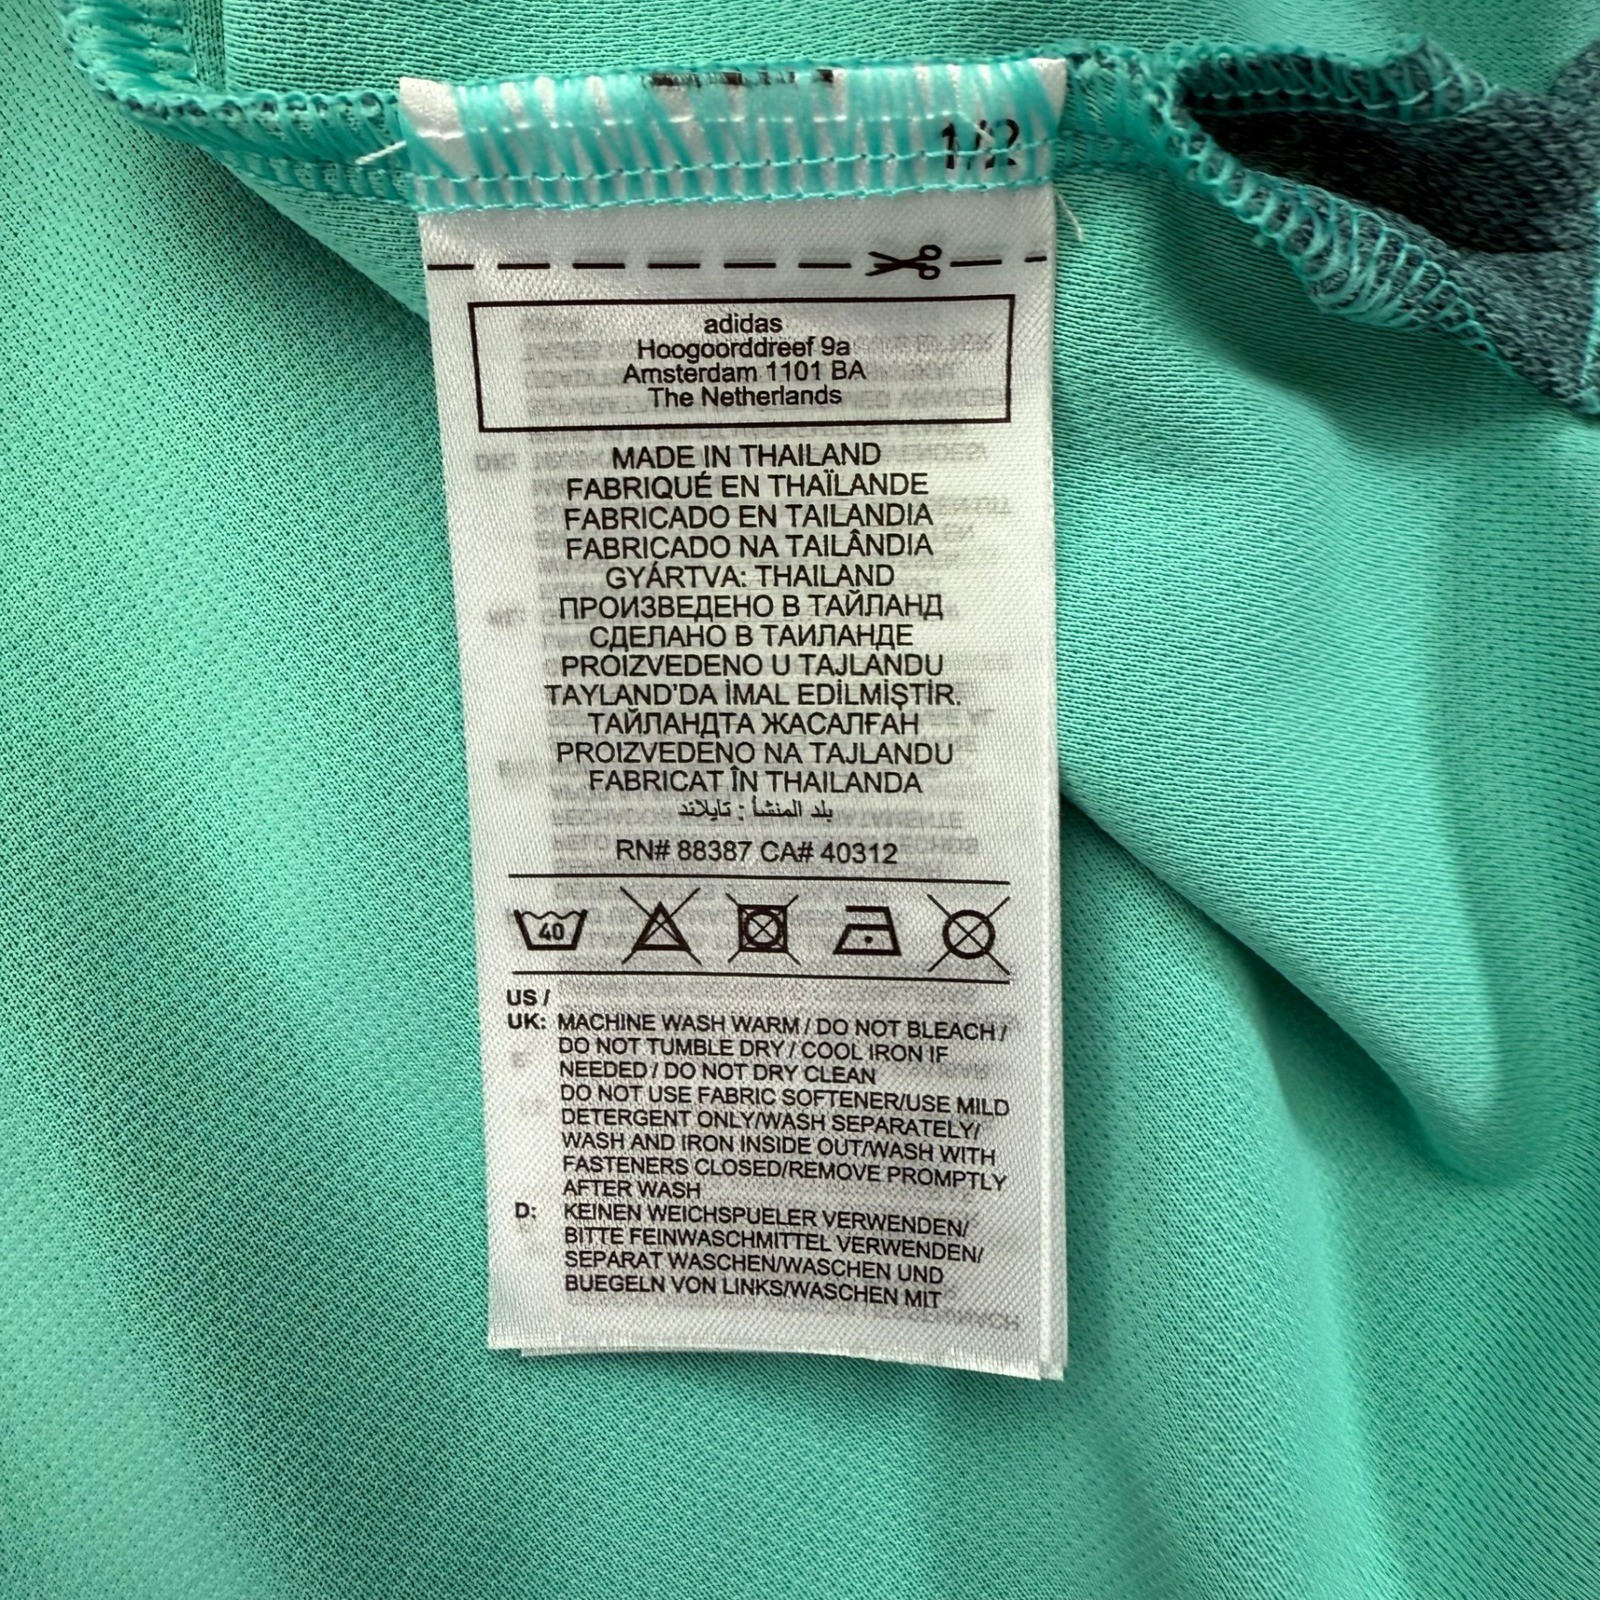 1/2
adidas
Hoogoorddreef 9a
Amsterdam 1101 BA
The Netherlands
MADE IN THAILAND
FABRIQUÉ EN THAÏLANDE
FABRICADO EN TAILANDIA
FABRICADO NA TAILÂNDIA
GYÁRTVA: THAILAND
ПРОИЗВЕДЕНО В ТАЙЛАНД
СДЕЛАНО В ТАИЛАНДЕ
PROIZVEDENO U TAJLANDU
TAYLAND'DA İMAL EDİLMİŞTİR.
ТАЙЛАНДТА ЖАСАЛҒАН
PROIZVEDENO NA TAJLANDU
FABRICAT ÎN THAILANDA
بلد المنشأ : تايلاند
RN# 88387 CA# 40312
40
US /
UK: MACHINE WASH WARM / DO NOT BLEACH /
DO NOT TUMBLE DRY / COOL IRON IF
NEEDED / DO NOT DRY CLEAN
DO NOT USE FABRIC SOFTENER/USE MILD
DETERGENT ONLY/WASH SEPARATELY/
WASH AND IRON INSIDE OUT/WASH WITH
FASTENERS CLOSED/REMOVE PROMPTLY
AFTER WASH
D: KEINEN WEICHSPUELER VERWENDEN/
BITTE FEINWASCHMITTEL VERWENDEN/
SEPARAT WASCHEN/WASCHEN UND
BUEGELN VON LINKS/WASCHEN MIT